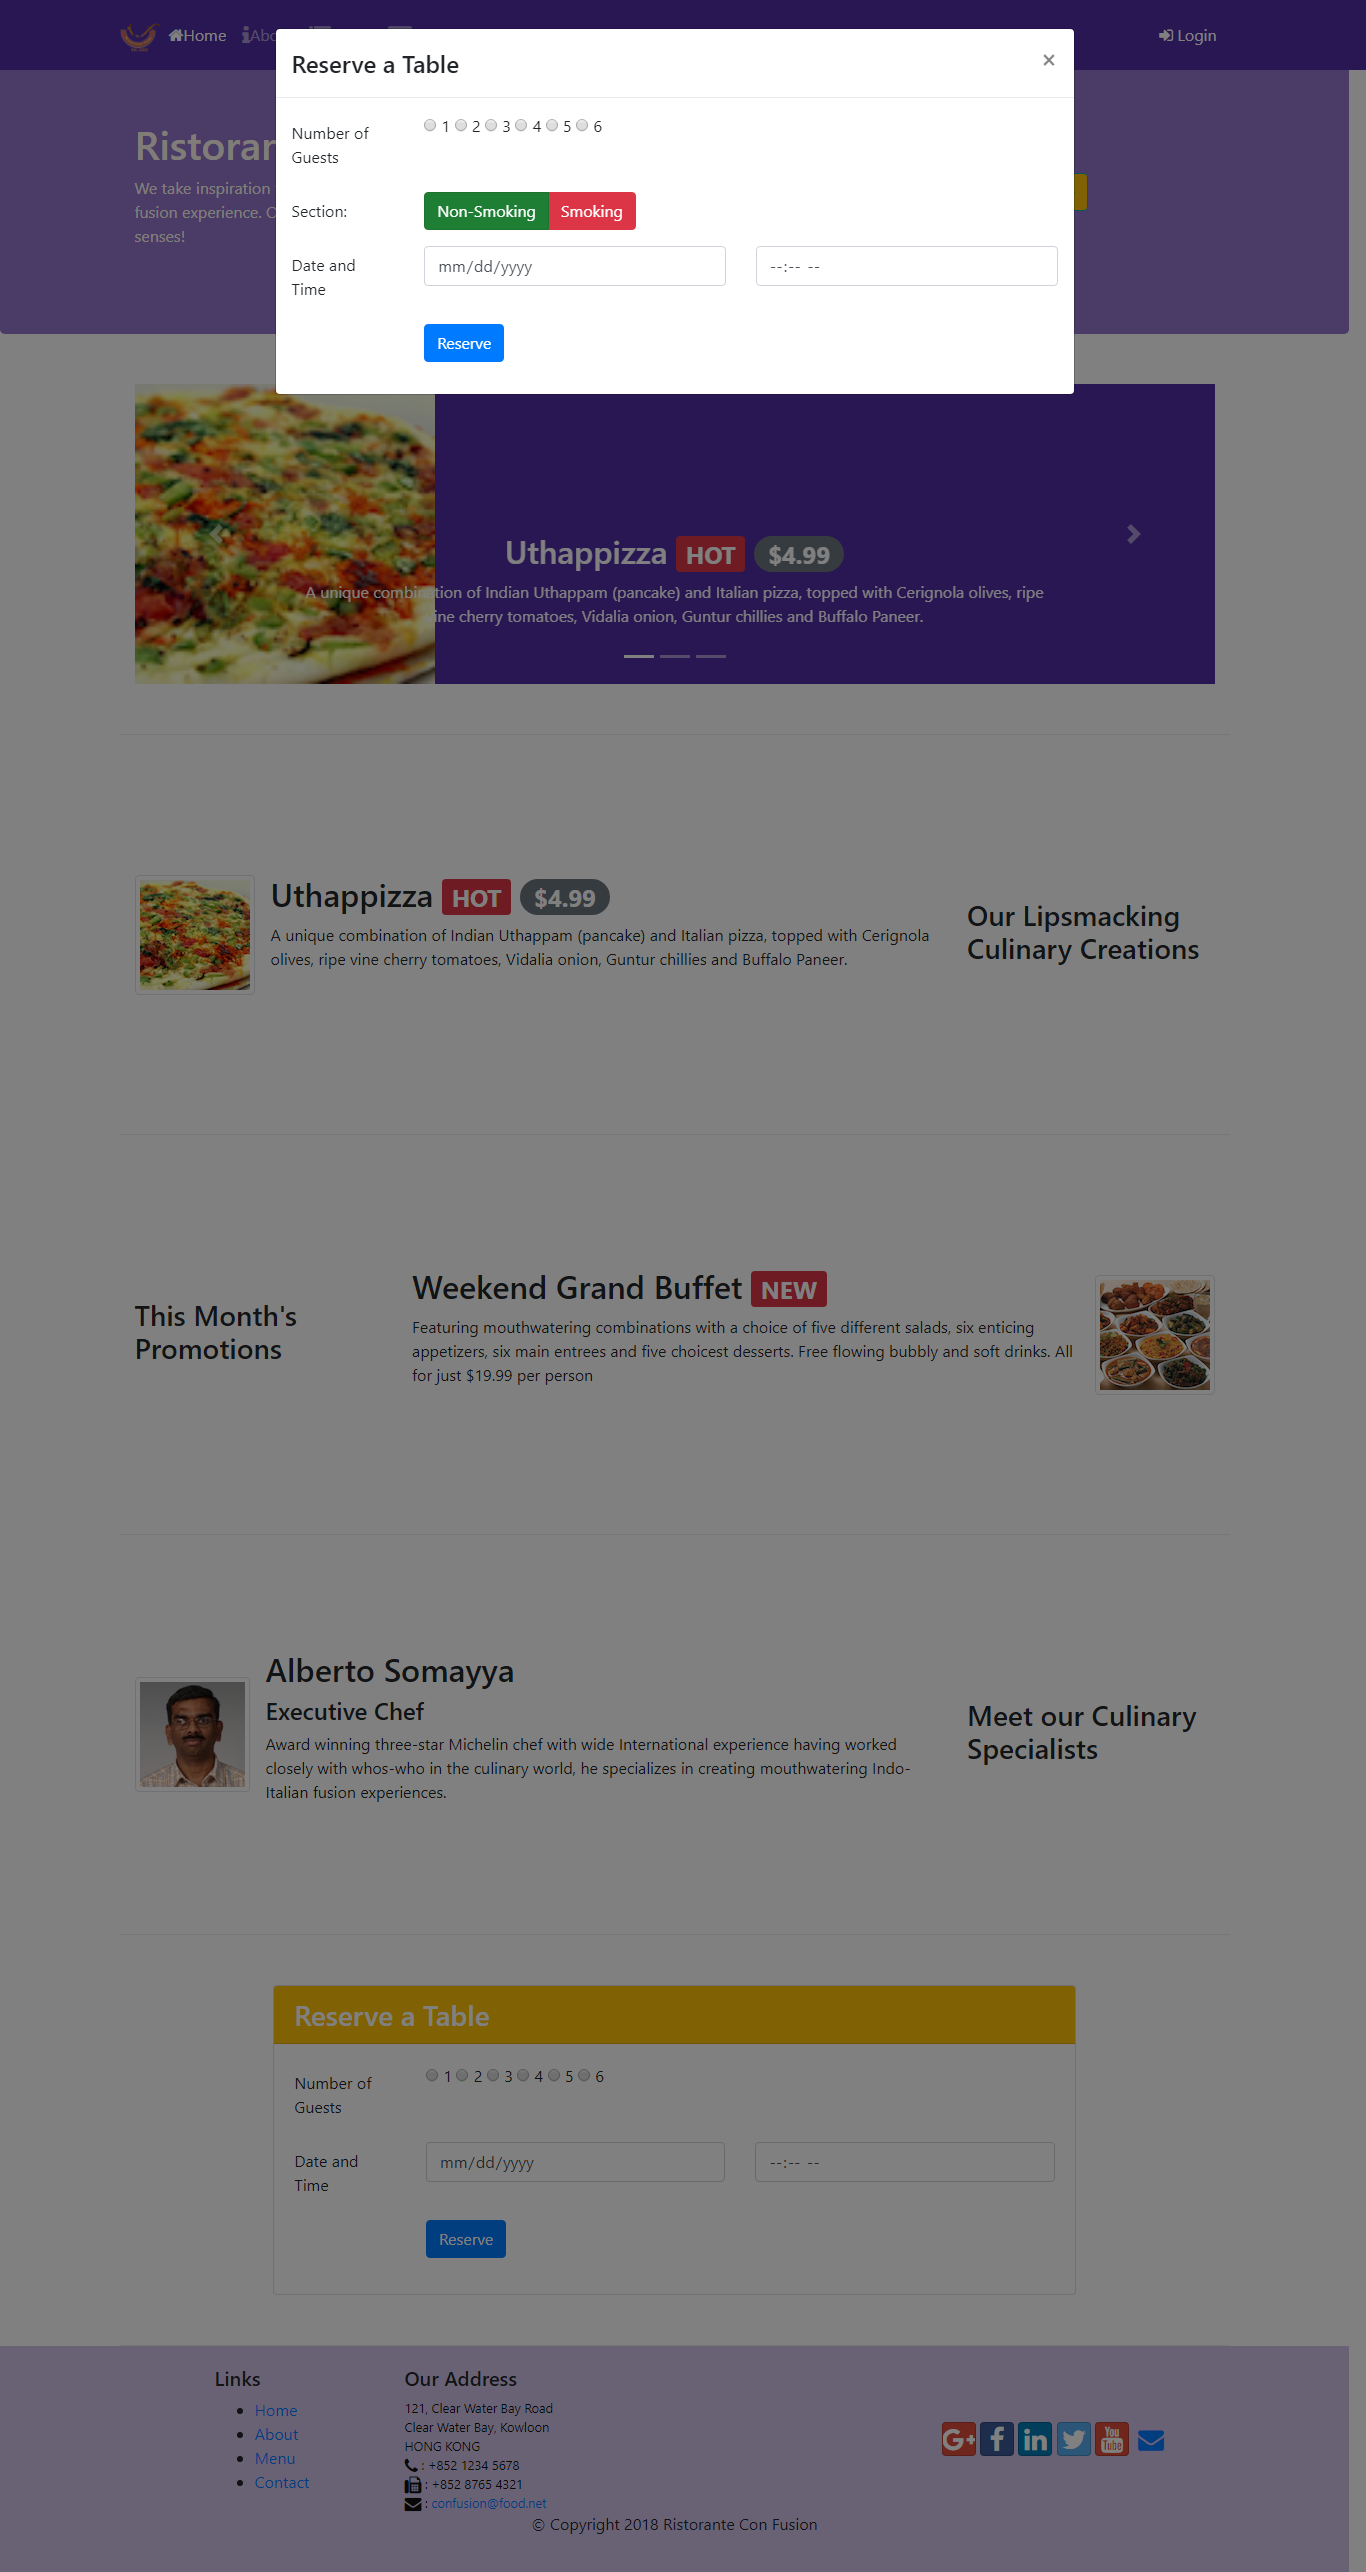 Home Abo
Login
Reserve a Table ×
Number of Guests
1 2 3 4 5 6
Section:
Non-Smoking Smoking
Date and Time
mm/dd/yyyy
--:-- --
Reserve
Ristoran
We take inspiration
fusion experience.
senses!
Uthappizza HOT $4.99
A unique combination of Indian Uthappam (pancake) and Italian pizza, topped with Cerignola olives, ripe
vine cherry tomatoes, Vidalia onion, Guntur chillies and Buffalo Paneer.
Uthappizza HOT $4.99
A unique combination of Indian Uthappam (pancake) and Italian pizza, topped with Cerignola
olives, ripe vine cherry tomatoes, Vidalia onion, Guntur chillies and Buffalo Paneer.
Our Lipsmacking
Culinary Creations
This Month's
Promotions
Weekend Grand Buffet NEW
Featuring mouthwatering combinations with a choice of five different salads, six enticing
appetizers, six main entrees and five choicest desserts. Free flowing bubbly and soft drinks. All
for just $19.99 per person
Alberto Somayya
Executive Chef
Award winning three-star Michelin chef with wide International experience having worked
closely with whos-who in the culinary world, he specializes in creating mouthwatering Indo-
Italian fusion experiences.
Meet our Culinary
Specialists
Reserve a Table
Number of
Guests
1 2 3 4 5 6
Date and
Time
mm/dd/yyyy
--:-- --
Reserve
Links
Home
About
Menu
Contact
Our Address
121, Clear Water Bay Road
Clear Water Bay, Kowloon
HONG KONG
: +852 1234 5678
: +852 8765 4321
: confusion@food.net
G+ f in You Tube
© Copyright 2018 Ristorante Con Fusion